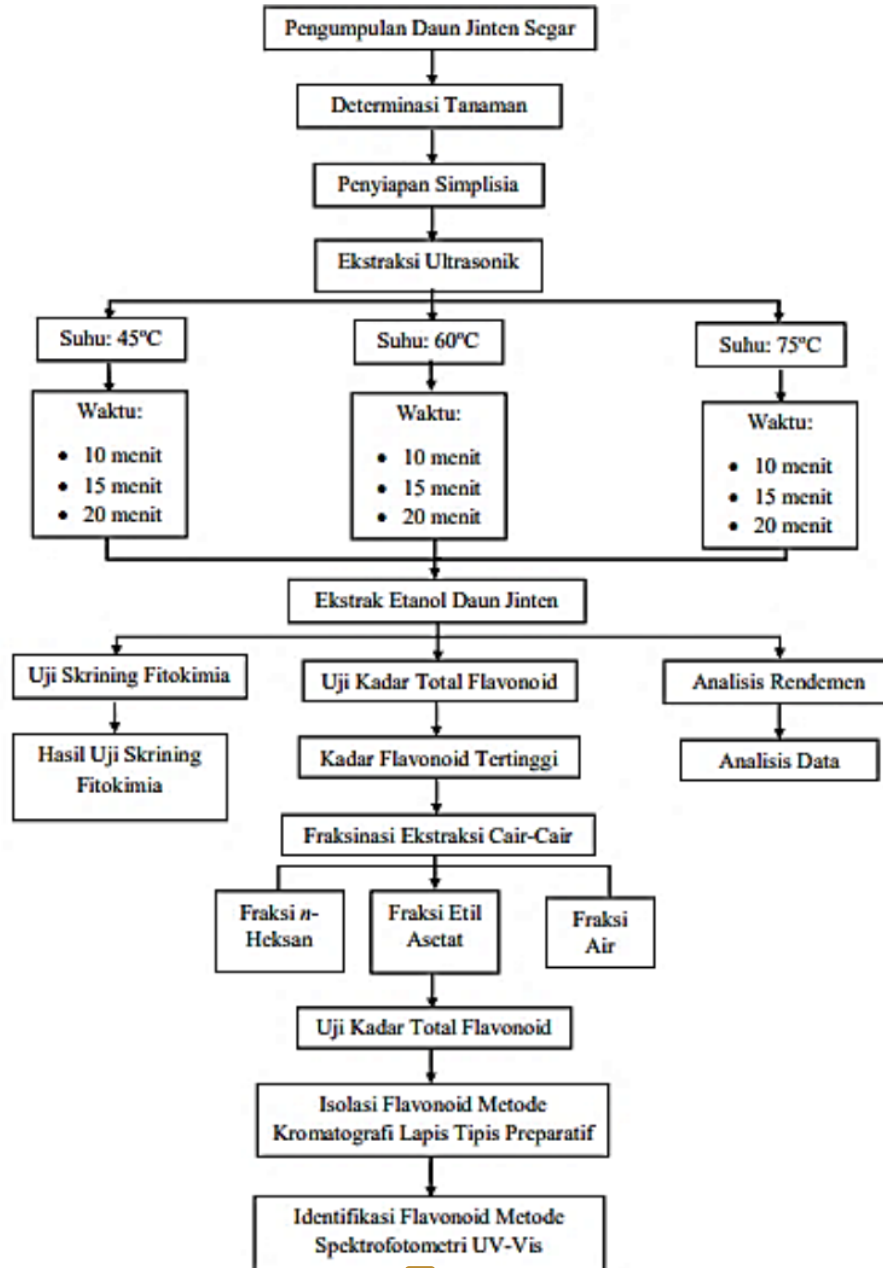 Pengumpulan Daun Jinten Segar
Determinasi Tanaman
Penyiapan Simplisia
Ekstraksi Ultrasonik
Suhu: 45ºC
Suhu: 60ºC
Suhu: 75ºC
Waktu:
• 10 menit
• 15 menit
• 20 menit
Waktu:
• 10 menit
• 15 menit
• 20 menit
Waktu:
• 10 menit
• 15 menit
• 20 menit
Ekstrak Etanol Daun Jinten
Uji Skrining Fitokimia
Uji Kadar Total Flavonoid
Analisis Rendemen
Hasil Uji Skrining
Fitokimia
Kadar Flavonoid Tertinggi
Analisis Data
Fraksinasi Ekstraksi Cair-Cair
Fraksi n-
Heksan
Fraksi Etil
Asetat
Fraksi
Air
Uji Kadar Total Flavonoid
Isolasi Flavonoid Metode
Kromatografi Lapis Tipis Preparatif
Identifikasi Flavonoid Metode
Spektrofotometri UV-Vis